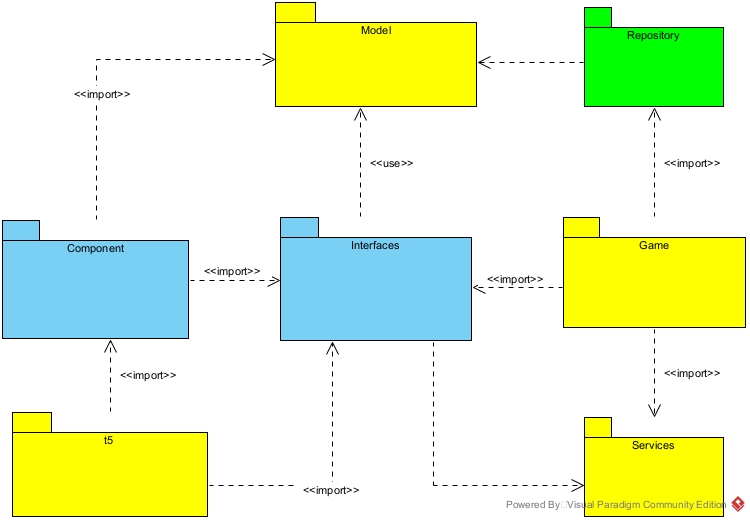 Model
Repository
<<import>>
<<use>>
<<import>>
Component
Interfaces
Game
<<import>>
<<import>>
<<import>>
<<import>>
t5
Services
<<import>>
Powered By Visual Paradigm Community Edition